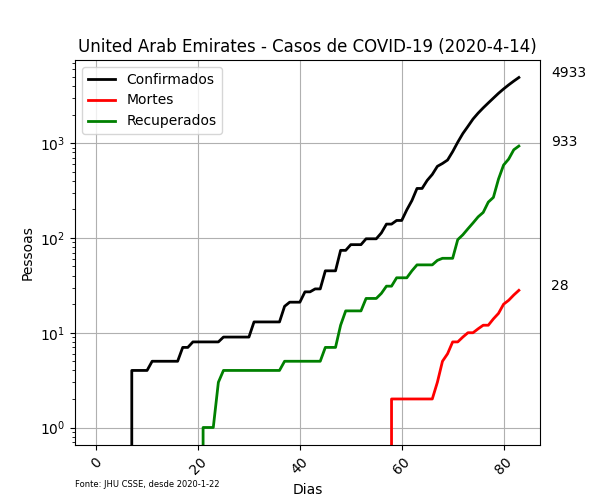 United Arab Emirates - Casos de COVID-19 (2020-4-14)
Confirmados
Mortes
Recuperados
4933
933
28
10³
10²
10¹
10⁰
Pessoas
0 20 40 60 80
Dias
Fonte: JHU CSSE, desde 2020-1-22